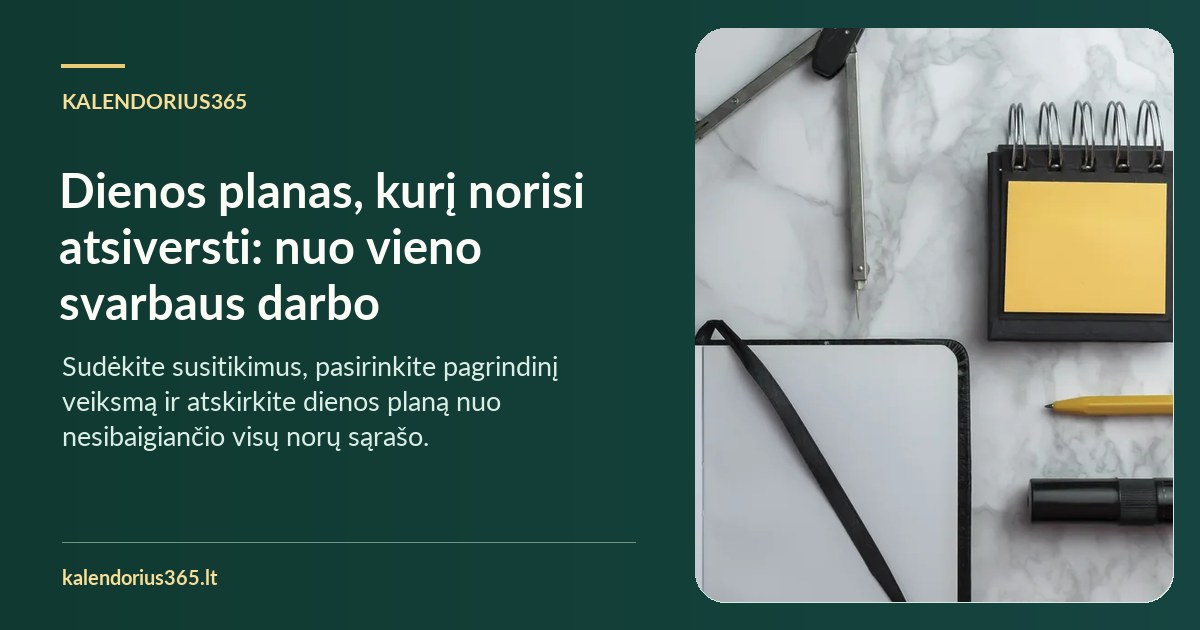 KALENDORIUS365
Dienos planas, kurį norisi
atsiversti: nuo vieno
svarbaus darbo
Sudėkite susitikimus, pasirinkite pagrindinį
veiksmą ir atskirkite dienos planą nuo
nesibaigiančio visų norų sąrašo.
kalendorius365.lt